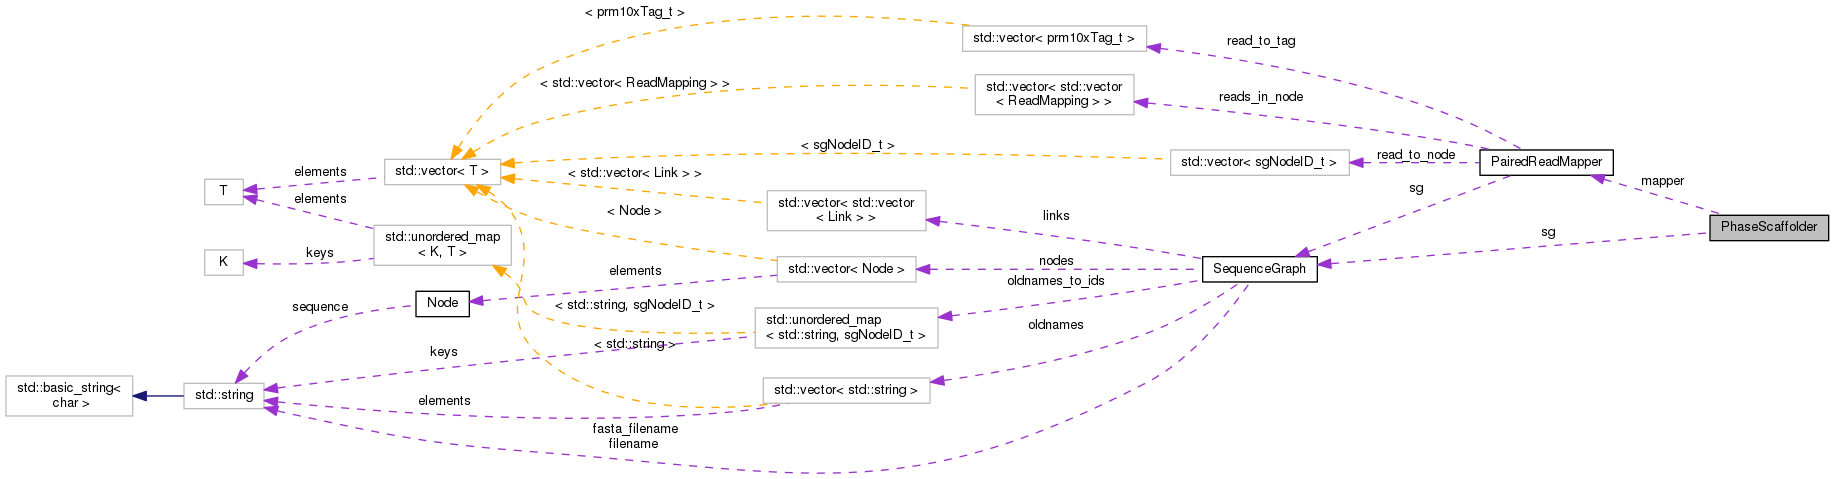 < prm10xTag_t >
std::vector< prm10xTag_t >
read_to_tag
< std::vector< ReadMapping > >
std::vector< std::vector
< ReadMapping > >
reads_in_node
< sgNodeID_t >
std::vector< sgNodeID_t >
read_to_node
PairedReadMapper
std::vector< T >
elements
T
elements
< std::vector< Link > >
std::vector< std::vector
< Link > >
links
sg
mapper
PhaseScaffolder
sg
< Node >
std::unordered_map
< K, T >
keys
K
std::vector< Node >
nodes
SequenceGraph
elements
oldnames_to_ids
Node
sequence
< std::string, sgNodeID_t >
std::unordered_map
< std::string, sgNodeID_t >
oldnames
< std::string >
keys
std::basic_string<
char >
std::string
std::vector< std::string >
elements
fasta_filename
filename